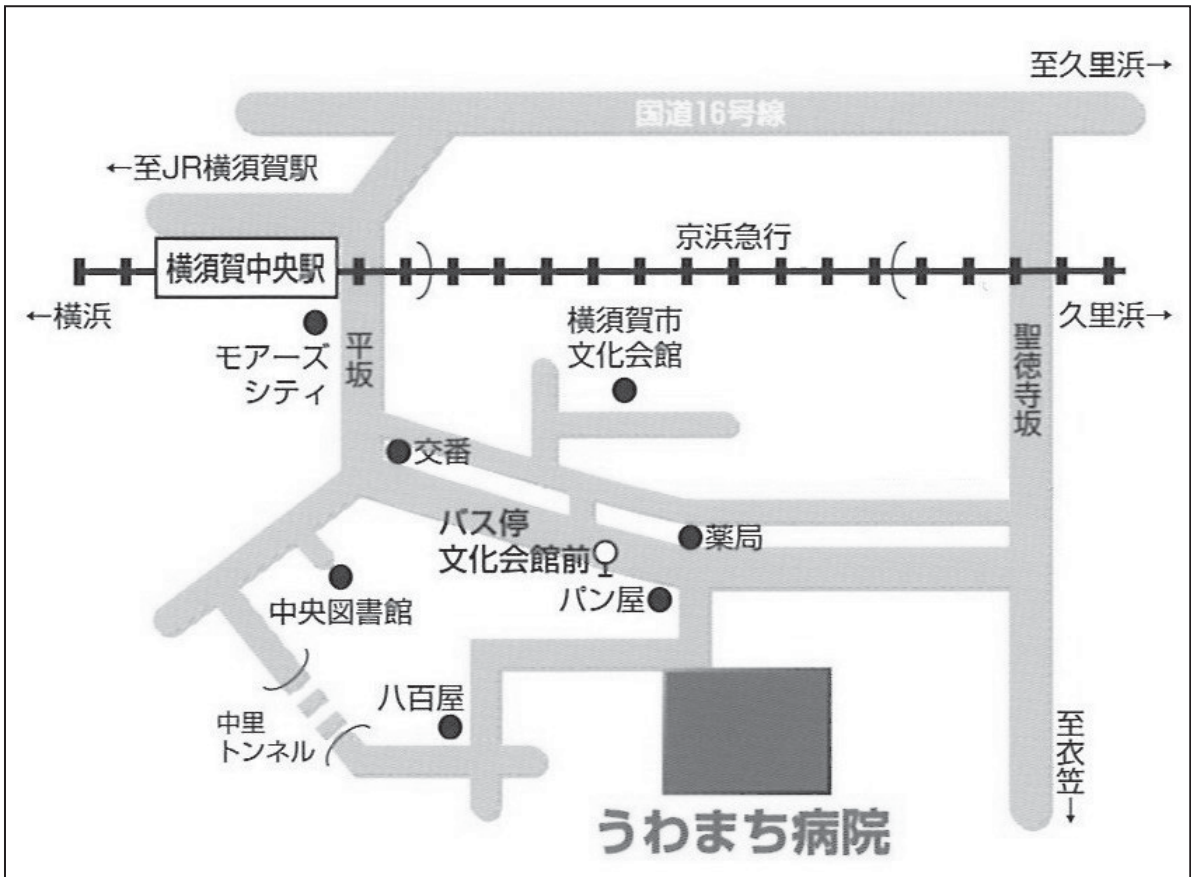 至久里浜→
国道16号線
←至JR横須賀駅
京浜急行
横須賀中央駅
←横浜
久里浜→
モアーズ
シティ
平坂
横須賀市
文化会館
聖徳寺坂
交番
バス停
文化会館前
薬局
パン屋
中央図書館
八百屋
中里
トンネル
至衣笠→
うわまち病院